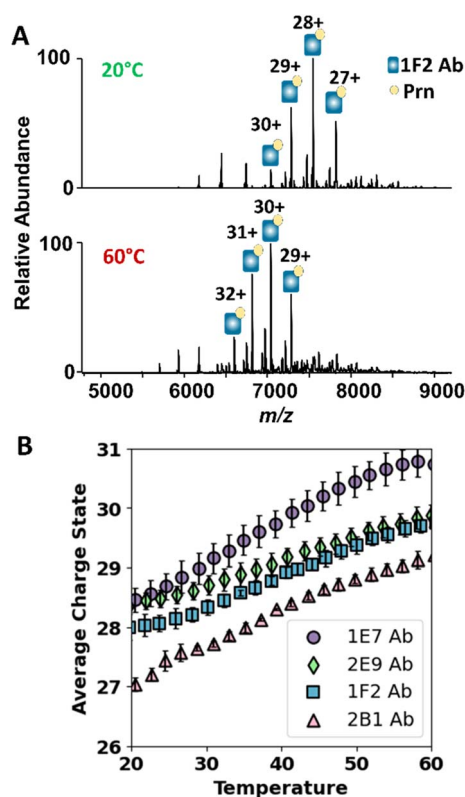 A
20°C
28+
29+
27+
30+
1F2 Ab
Prn
100
0
Relative Abundance
60°C
30+
31+
29+
32+
100
0
5000 6000 7000 8000 9000
m/z
B
31
30
29
28
27
26
Average Charge State
1E7 Ab
2E9 Ab
1F2 Ab
2B1 Ab
20 30 40 50 60
Temperature